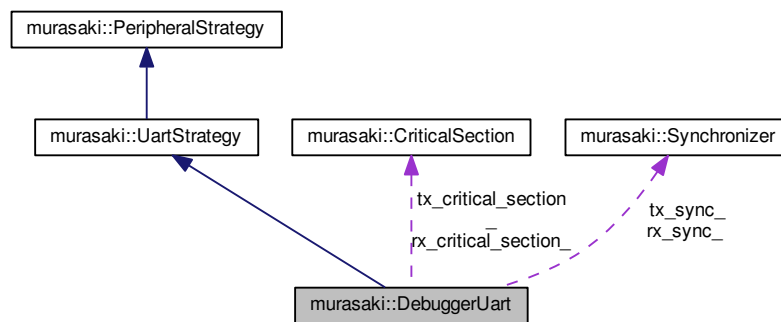 murasaki::PeripheralStrategy
murasaki::UartStrategy
murasaki::CriticalSection
murasaki::Synchronizer
tx_critical_section
_
rx_critical_section_
tx_sync_
rx_sync_
murasaki::DebuggerUart